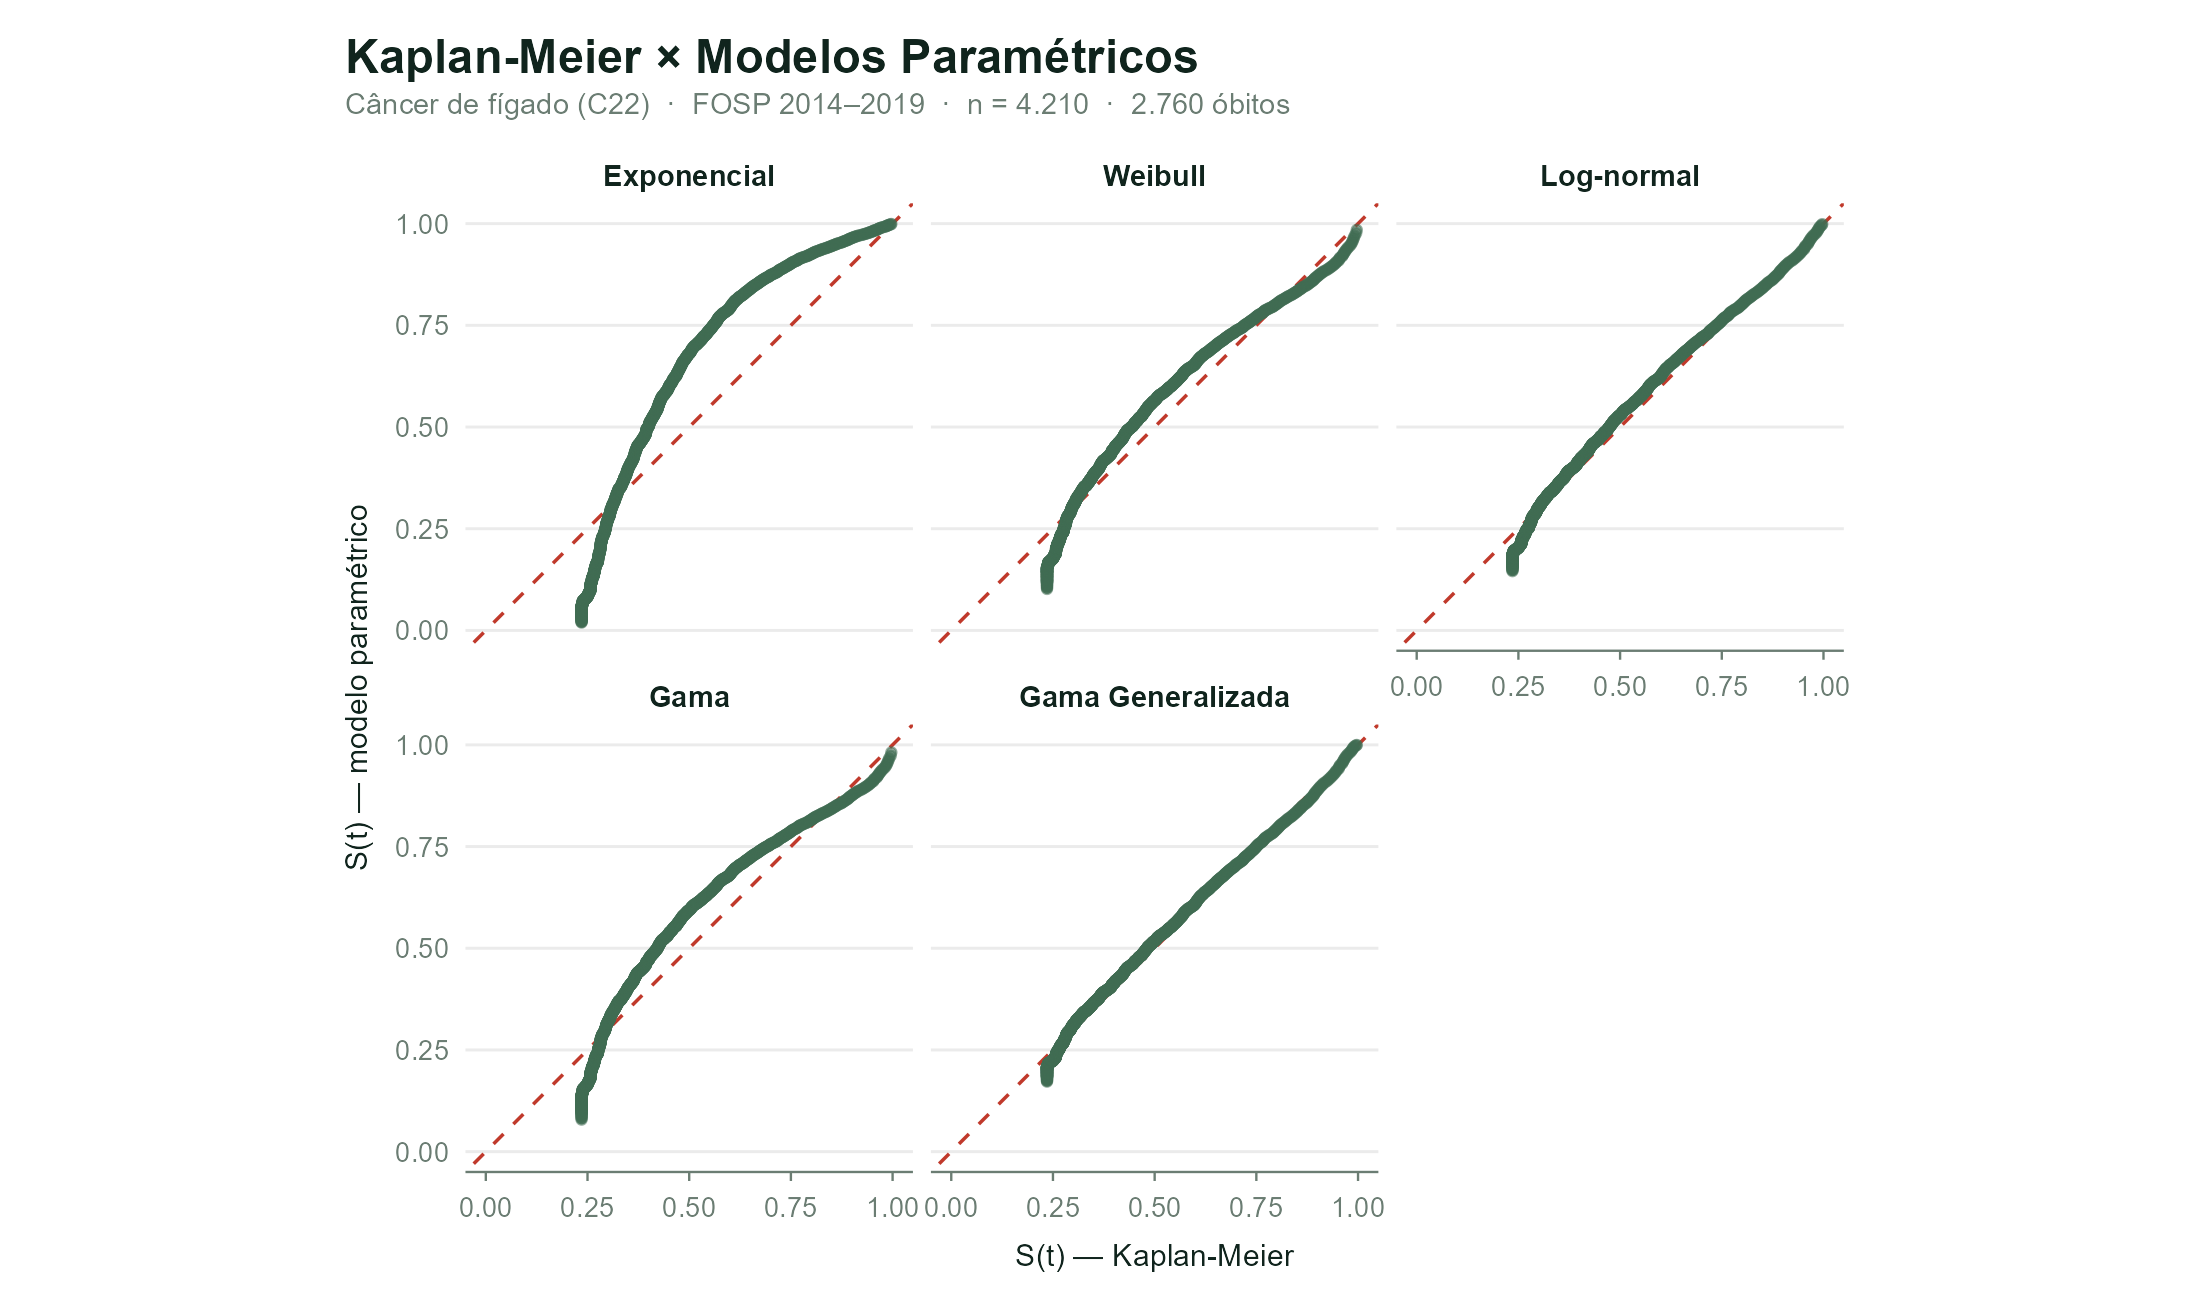 Kaplan-Meier × Modelos Paramétricos
Câncer de fígado (C22) · FOSP 2014–2019 · n = 4.210 · 2.760 óbitos
Exponencial
Weibull
Log-normal
1.00
0.75
0.50
0.25
0.00
0.00 0.25 0.50 0.75 1.00
S(t) — modelo paramétrico
Gama
Gama Generalizada
1.00
0.75
0.50
0.25
0.00
0.00 0.25 0.50 0.75 1.00
0.00 0.25 0.50 0.75 1.00
S(t) — Kaplan-Meier